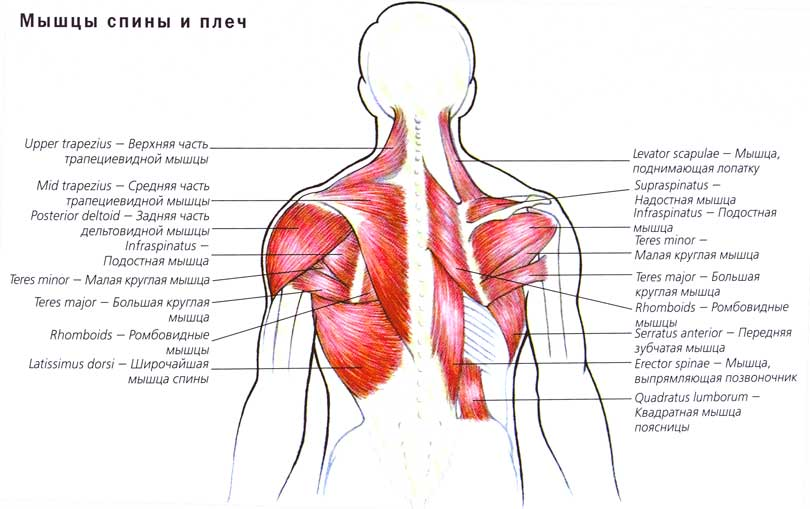 Мышцы спины и плеч
Upper trapezius – Верхняя часть
трапециевидной мышцы
Mid trapezius – Средняя часть
трапециевидной мышцы
Posterior deltoid – Задняя часть
дельтовидной мышцы
Infraspinatus –
Подостная мышца
Teres minor – Малая круглая мышца
Teres major – Большая круглая
мышца
Rhomboids – Ромбовидные
мышцы
Latissimus dorsi – Широчайшая
мышца спины
Levator scapulae – Мышца,
поднимающая лопатку
Supraspinatus –
Надостная мышца
Infraspinatus – Подостная
мышца
Teres minor –
Малая круглая мышца
Teres major – Большая
круглая мышца
Rhomboids – Ромбовидные
мышцы
Serratus anterior – Передняя
зубчатая мышца
Erector spinae – Мышца,
выпрямляющая позвоночник
Quadratus lumborum –
Квадратная мышца
поясницы